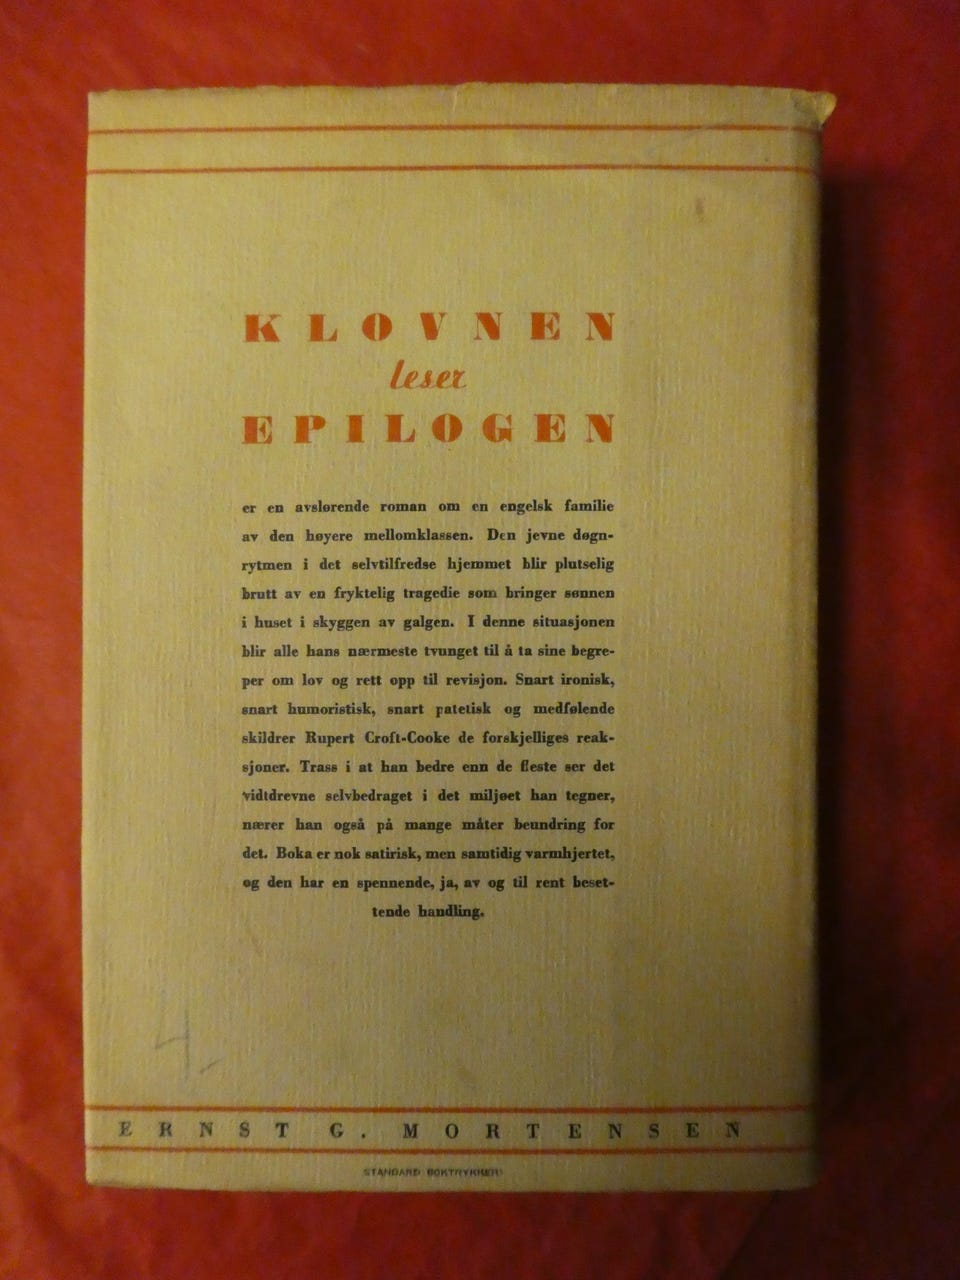 KLOVNEN
leser
EPILOGEN
er en avslørende roman om en engelsk familie
av den høyere mellomklassen. Den jevne døgn-
rytmen i det selvtilfredse hjemmet blir plutselig
brutt av en fryktelig tragedie som bringer sønnen
i huset i skyggen av galgen. I denne situasjonen
blir alle hans nærmeste tvunget til å ta sine begre-
per om lov og rett opp til revisjon. Snart ironisk,
snart humoristisk, snart patetisk og medfølende
skildrer Rupert Croft-Cooke de forskjelliges reak-
sjoner. Trass i at han bedre enn de fleste ser det
vidtdrevne selvbedraget i det miljøet han tegner,
nærer han også på mange måter beundring for
det. Boka er nok satirisk, men samtidig varmhjertet,
og den har en spennende, ja, av og til rent beset-
tende handling.
4.
ERNST G. MORTENSEN
STANDARD BOKTRYKKERI